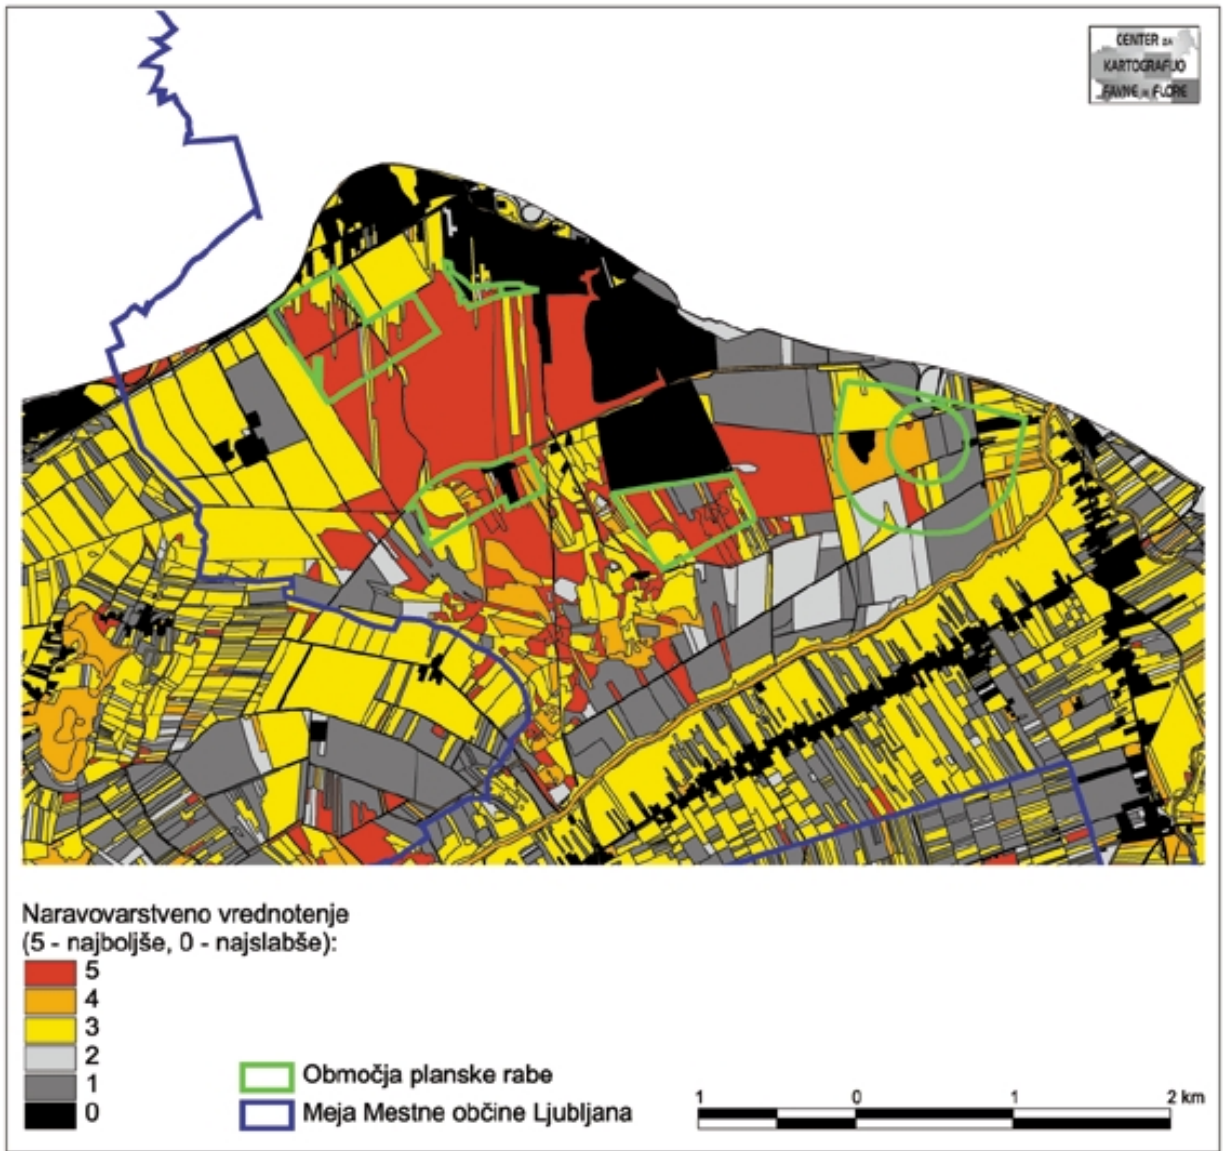 CENTER ZA
KARTOGRAFIJO
FAVNE IN FLORE
Naravovarstveno vrednotenje
(5 - najboljše, 0 - najslabše):
5
4
3
2
1
0
Območja planske rabe
Meja Mestne občine Ljubljana
1 0 1 2 km